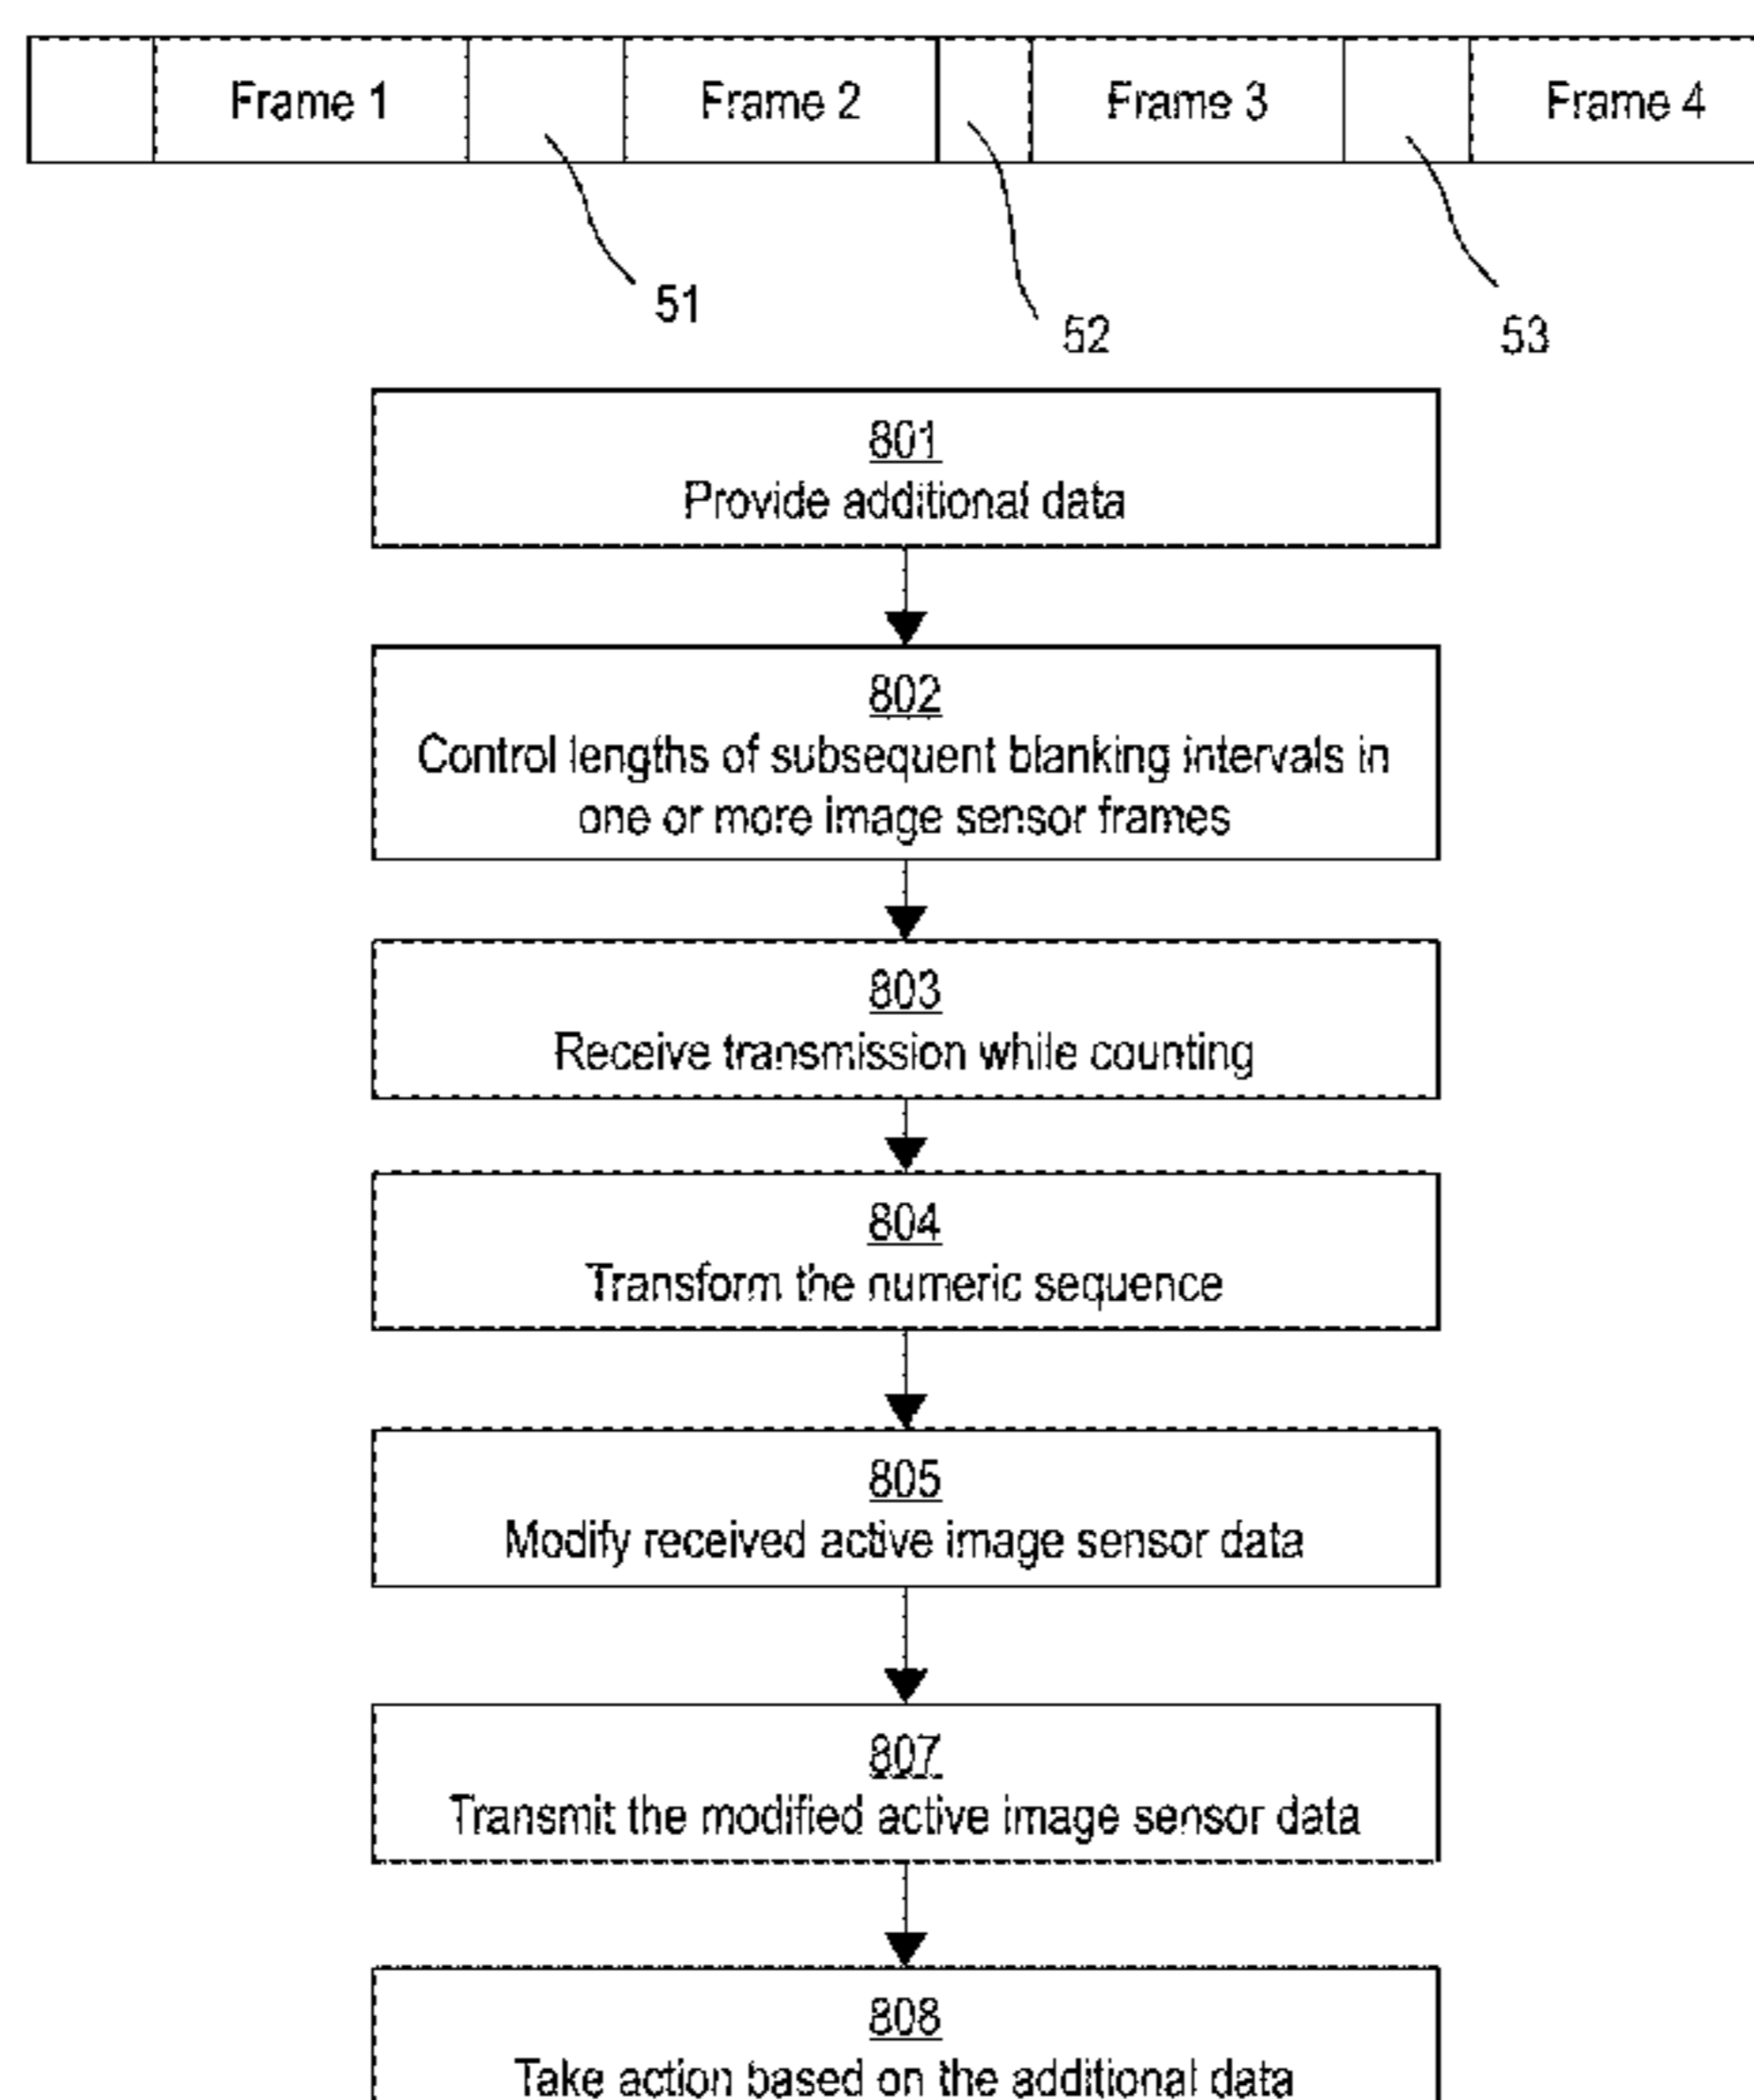 Frame 1 Frame 2 Frame 3 Frame 4
51
52
53
801
Provide additional data
802
Control lengths of subsequent blanking intervals in
one or more image sensor frames
803
Receive transmission while counting
804
Transform the numeric sequence
805
Modify received active image sensor data
807
Transmit the modified active image sensor data
808
Take action based on the additional data